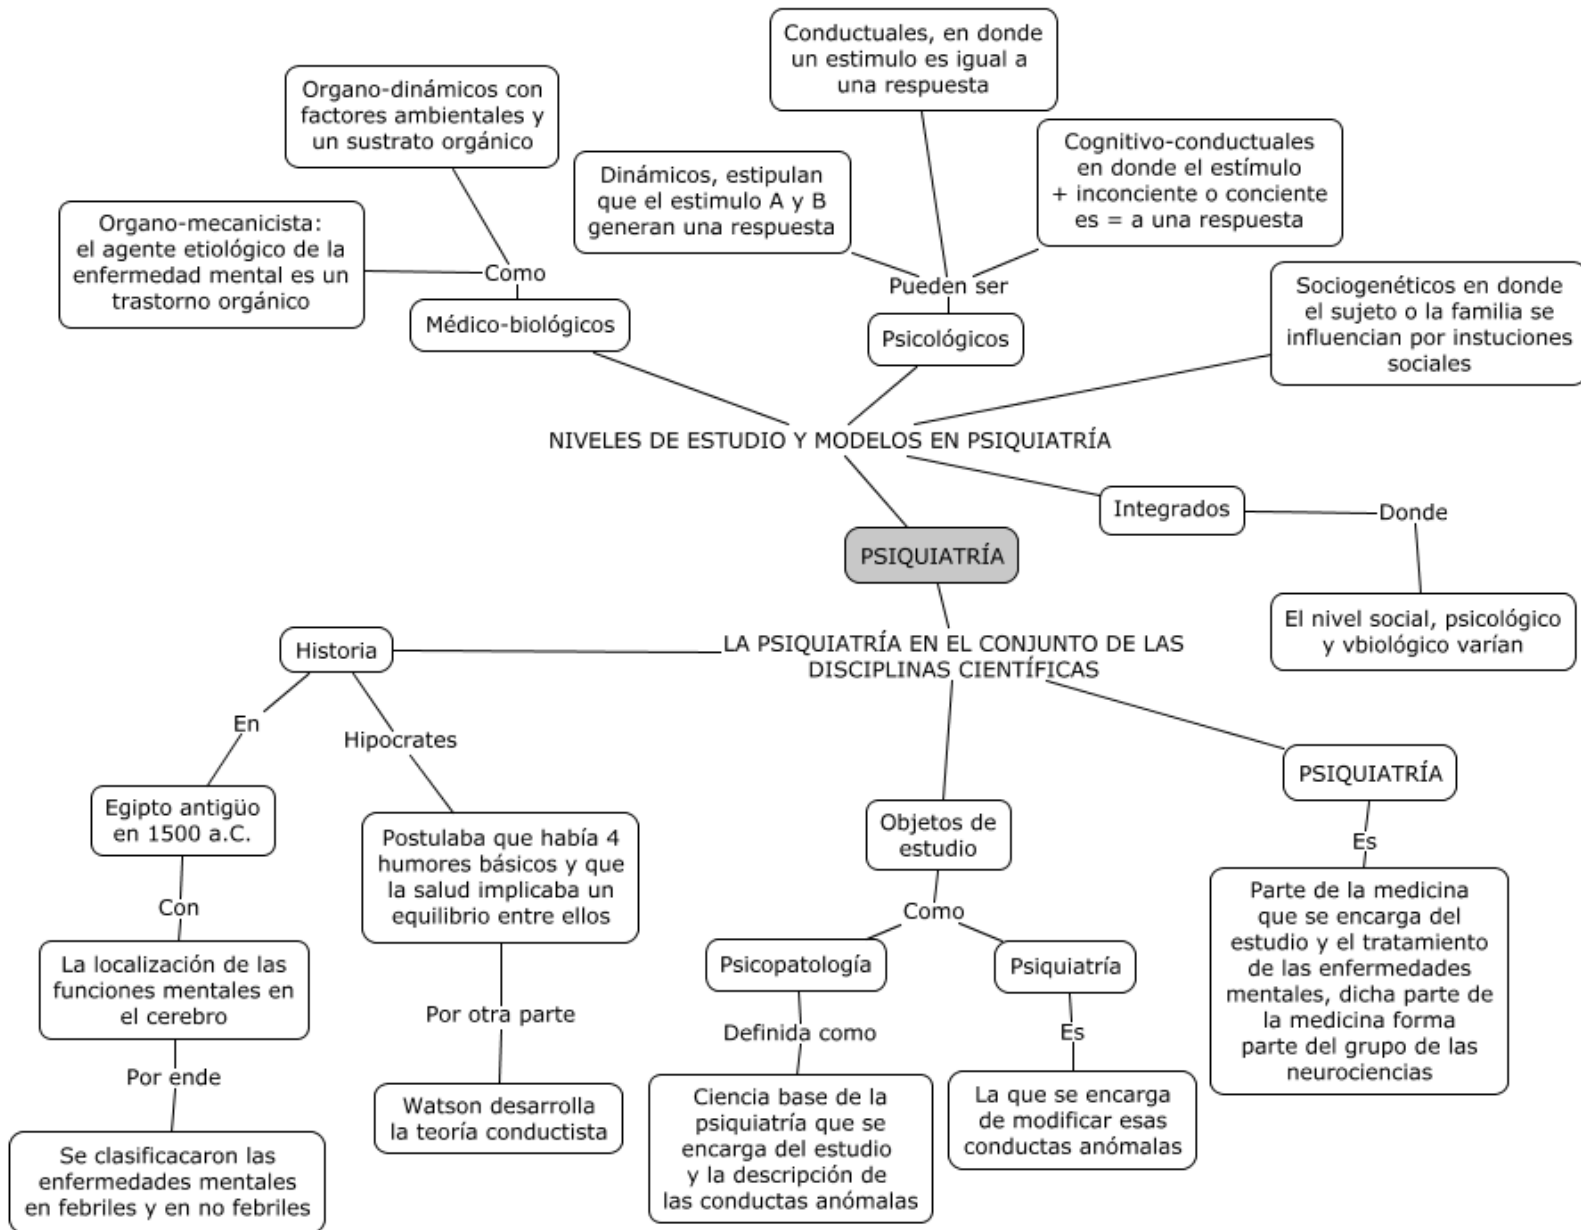 Conductuales, en donde
un estimulo es igual a
una respuesta
Organo-dinámicos con
factores ambientales y
un sustrato orgánico
Cognitivo-conductuales
en donde el estímulo
+ inconciente o conciente
es = a una respuesta
Dinámicos, estipulan
que el estimulo A y B
generan una respuesta
Organo-mecanicista:
el agente etiológico de la
enfermedad mental es un
trastorno orgánico
Como
Pueden ser
Médico-biológicos
Psicológicos
Sociogenéticos en donde
el sujeto o la familia se
influencian por instuciones
sociales
NIVELES DE ESTUDIO Y MODELOS EN PSIQUIATRÍA
Integrados
Donde
El nivel social, psicológico
y vbiológico varían
PSIQUIATRÍA
LA PSIQUIATRÍA EN EL CONJUNTO DE LAS
DISCIPLINAS CIENTÍFICAS
Historia
En
Hipocrates
Egipto antigüo
en 1500 a.C.
Con
La localización de las
funciones mentales en
el cerebro
Por ende
Se clasificacaron las
enfermedades mentales
en febriles y en no febriles
Postulaba que había 4
humores básicos y que
la salud implicaba un
equilibrio entre ellos
Por otra parte
Watson desarrolla
la teoría conductista
Objetos de
estudio
Como
Psicopatología
Definida como
Ciencia base de la
psiquiatría que se
encarga del estudio
y la descripción de
las conductas anómalas
Psiquiatría
Es
La que se encarga
de modificar esas
conductas anómalas
PSIQUIATRÍA
Es
Parte de la medicina
que se encarga del
estudio y el tratamiento
de las enfermedades
mentales, dicha parte de
la medicina forma
parte del grupo de las
neurociencias